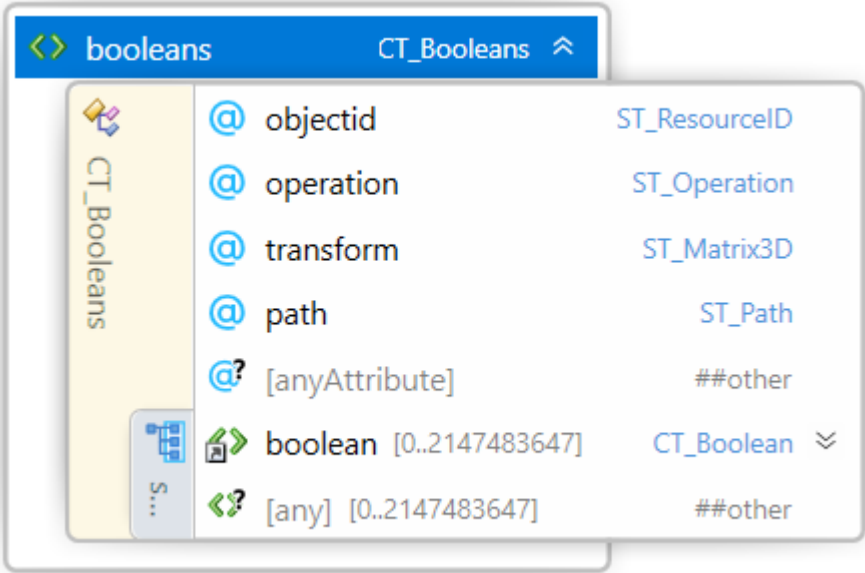 booleans CT_Booleans
CT_Booleans
@ objectid ST_ResourceID
@ operation ST_Operation
@ transform ST_Matrix3D
@ path ST_Path
@? [anyAttribute] ##other
boolean [0..2147483647] CT_Boolean
<>? [any] [0..2147483647] ##other
S...